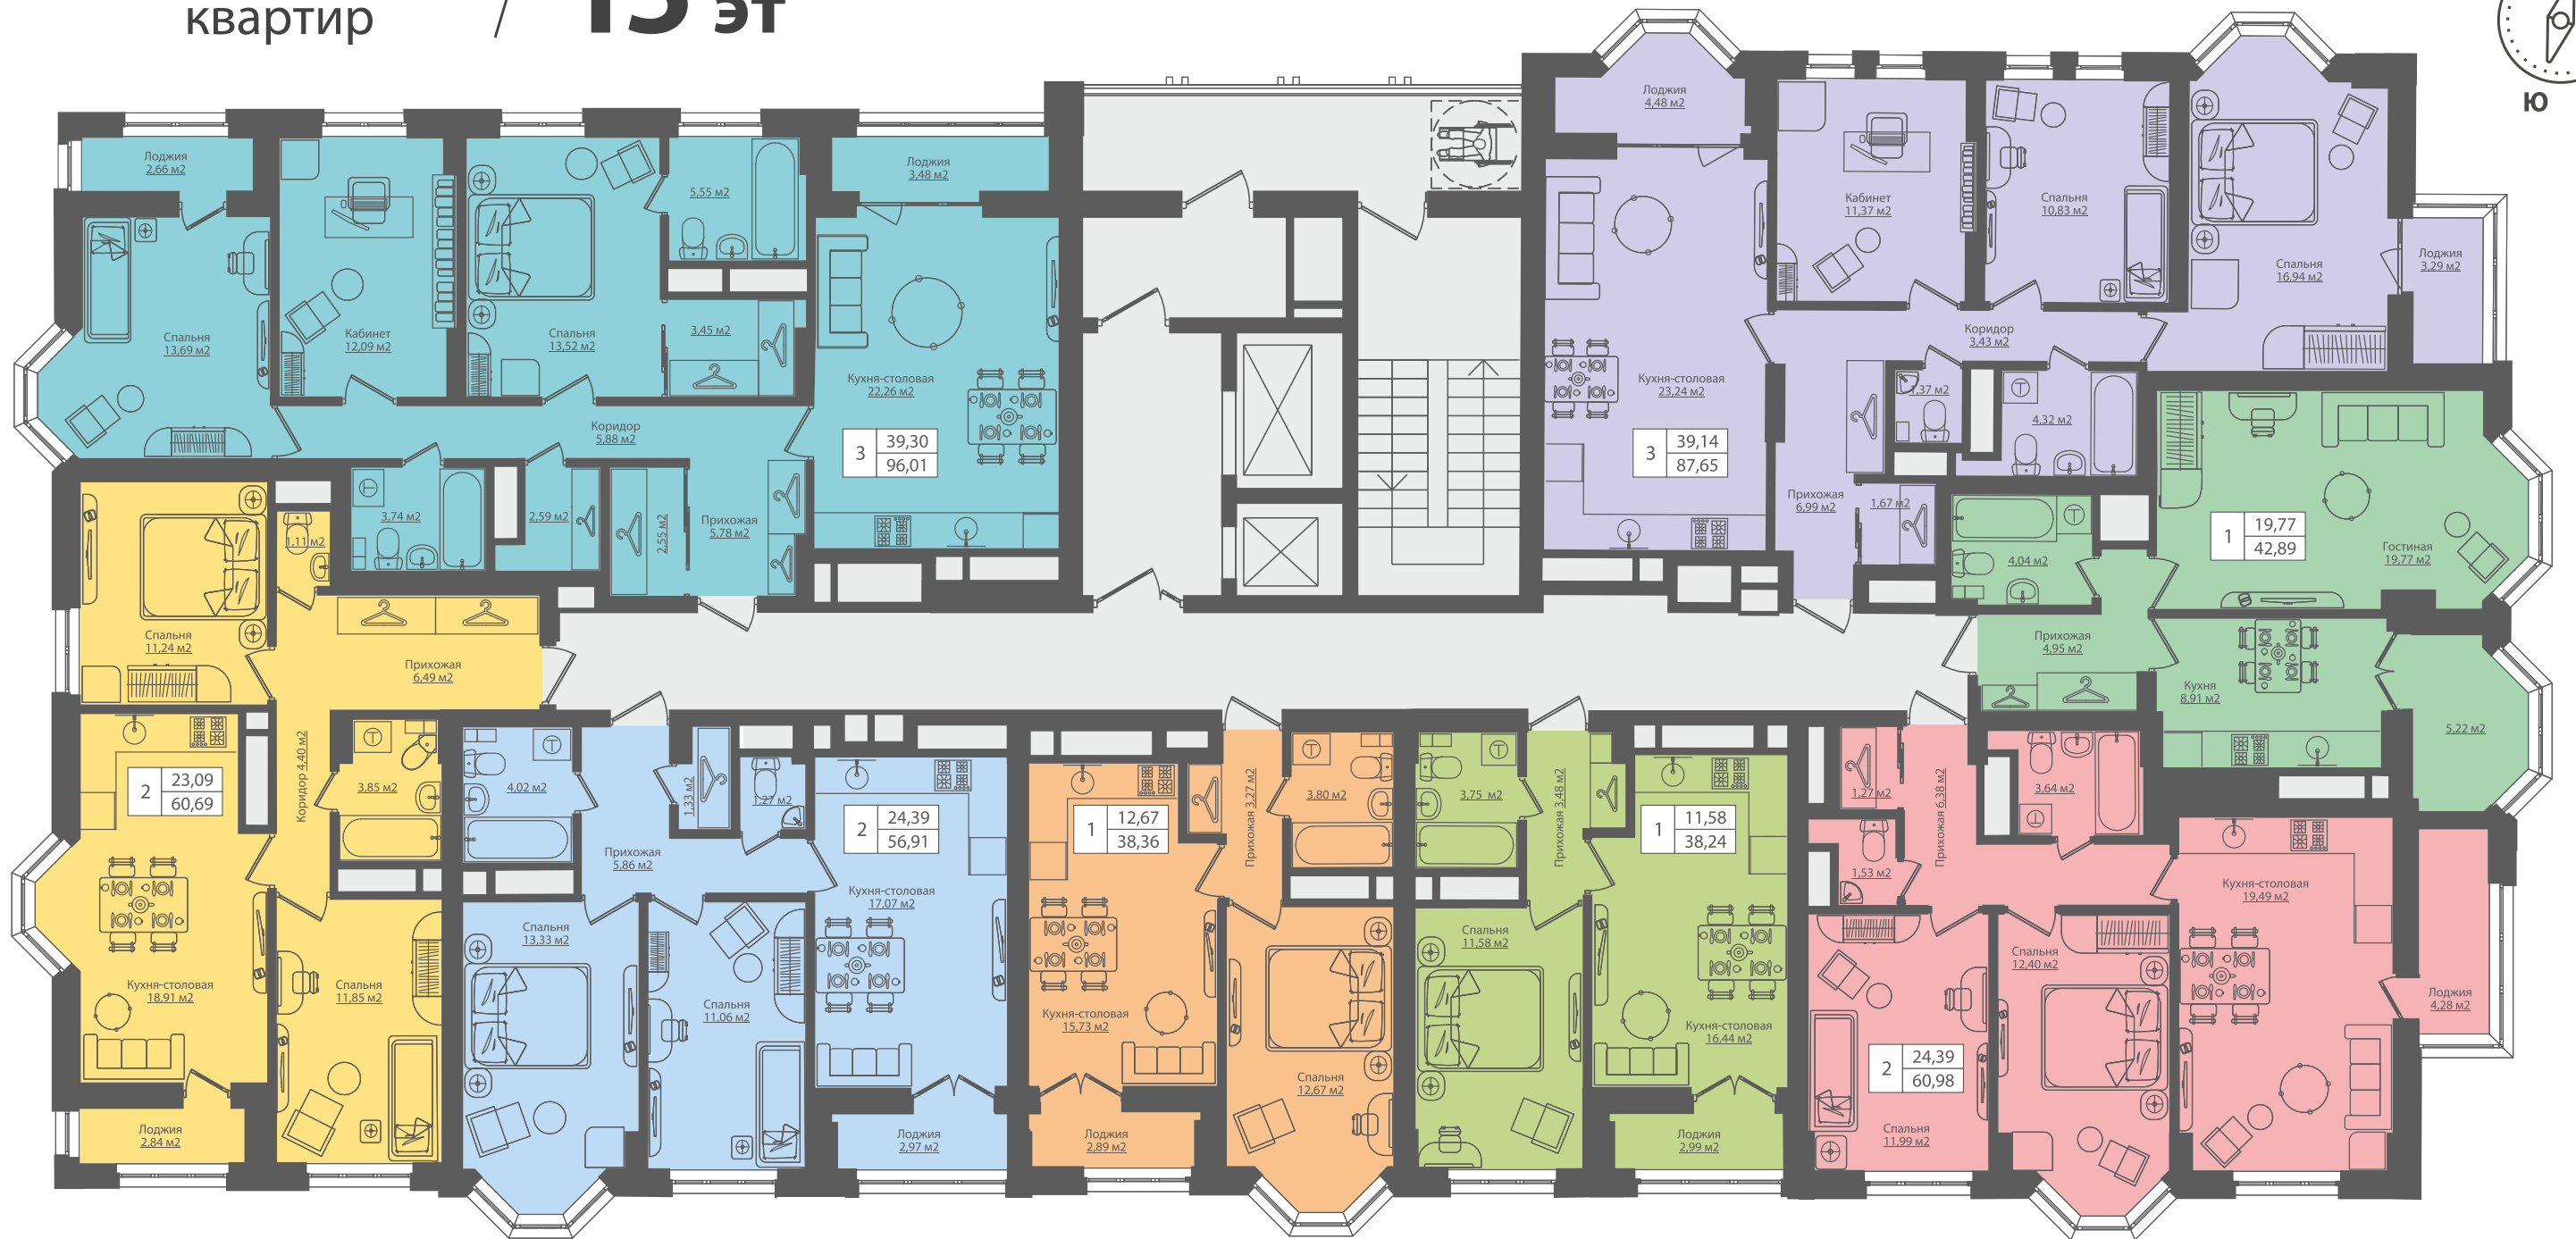 квартир
/ 13 эт
Ю
Лоджия
2,66 м2
Спальня
13,69 м2
Кабинет
12,09 м2
Спальня
13,52 м2
5,55 м2
3,45 м2
Лоджия
3,48 м2
Кухня-столовая
22,26 м2
3 39,30
96,01
Коридор
5,88 м2
3,74 м2
2,59 м2
2,55 м2
Прихожая
5,78 м2
Лоджия
4,48 м2
Кабинет
11,37 м2
Спальня
10,83 м2
Спальня
16,94 м2
Лоджия
3,29 м2
Коридор
3,43 м2
Кухня-столовая
23,24 м2
3 39,14
87,65
1,37 м2
4,32 м2
Прихожая
6,99 м2
1,67 м2
4,04 м2
1 19,77
42,89
Гостиная
19,77 м2
Прихожая
4,95 м2
Кухня
8,91 м2
5,22 м2
1,11 м2
Спальня
11,24 м2
Прихожая
6,49 м2
Коридор 4,40 м2
3,85 м2
2 23,09
60,69
Кухня-столовая
18,91 м2
Спальня
11,85 м2
Лоджия
2,84 м2
4,02 м2
1,33 м2
1,27 м2
Прихожая
5,86 м2
2 24,39
56,91
Кухня-столовая
17,07 м2
Спальня
13,33 м2
Спальня
11,06 м2
Лоджия
2,97 м2
1 12,67
38,36
Прихожая 3,27 м2
3,80 м2
Кухня-столовая
15,73 м2
Спальня
12,67 м2
Лоджия
2,89 м2
3,75 м2
Прихожая 3,48 м2
1 11,58
38,24
Спальня
11,58 м2
Кухня-столовая
16,44 м2
Лоджия
2,99 м2
1,27 м2
Прихожая 6,38 м2
3,64 м2
1,53 м2
Кухня-столовая
19,49 м2
Спальня
12,40 м2
Лоджия
4,28 м2
2 24,39
60,98
Спальня
11,99 м2